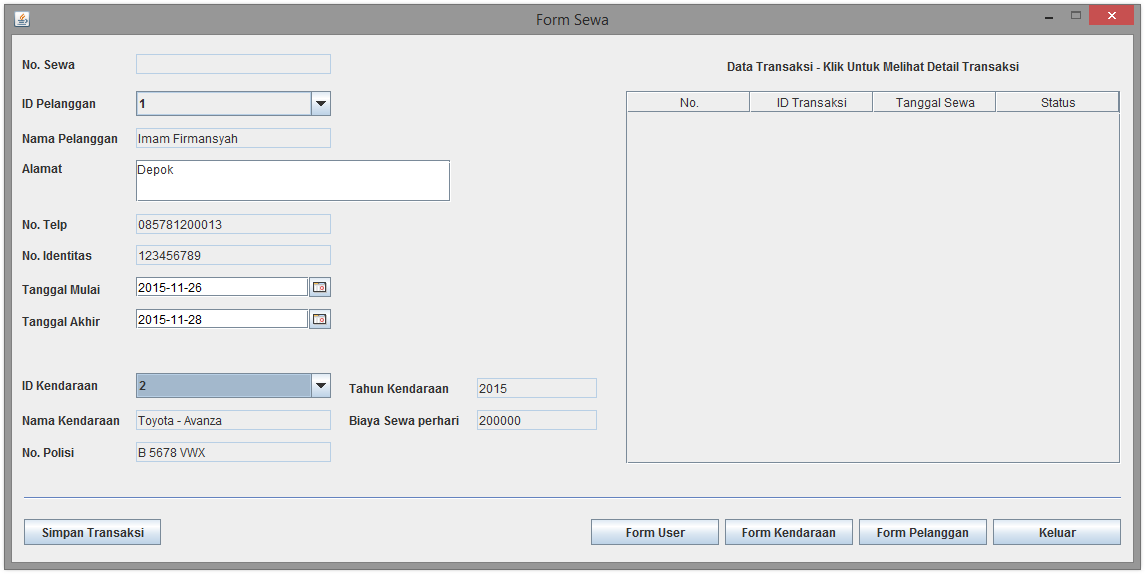 Form Sewa
No. Sewa
ID Pelanggan 1
Nama Pelanggan Imam Firmansyah
Alamat Depok
No. Telp 085781200013
No. Identitas 123456789
Tanggal Mulai 2015-11-26
Tanggal Akhir 2015-11-28
ID Kendaraan 2
Tahun Kendaraan 2015
Nama Kendaraan Toyota - Avanza
Biaya Sewa perhari 200000
No. Polisi B 5678 VWX
Data Transaksi - Klik Untuk Melihat Detail Transaksi
No. ID Transaksi Tanggal Sewa Status
Simpan Transaksi Form User Form Kendaraan Form Pelanggan Keluar